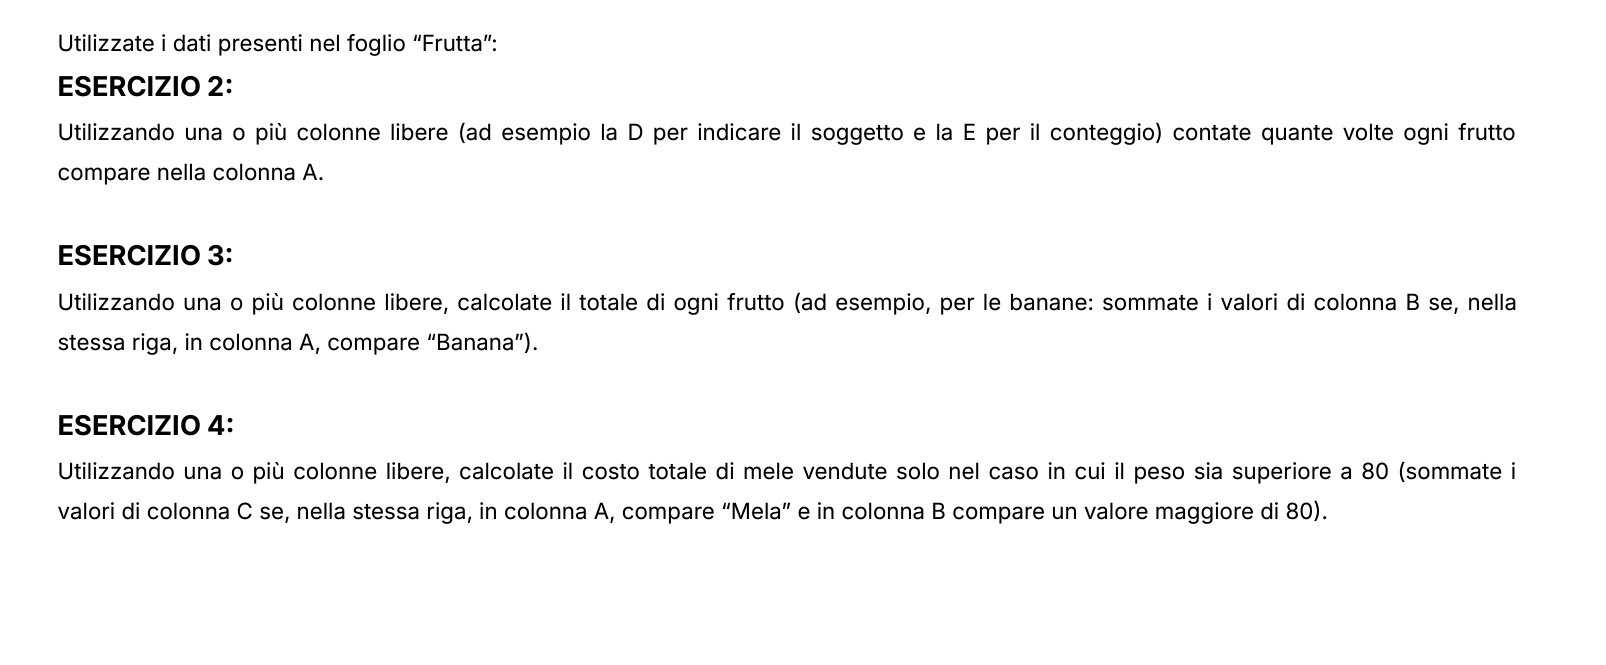 Utilizzate i dati presenti nel foglio “Frutta”:
ESERCIZIO 2:
Utilizzando una o più colonne libere (ad esempio la D per indicare il soggetto e la E per il conteggio) contate quante volte ogni frutto
compare nella colonna A.
ESERCIZIO 3:
Utilizzando una o più colonne libere, calcolate il totale di ogni frutto (ad esempio, per le banane: sommate i valori di colonna B se, nella
stessa riga, in colonna A, compare “Banana”).
ESERCIZIO 4:
Utilizzando una o più colonne libere, calcolate il costo totale di mele vendute solo nel caso in cui il peso sia superiore a 80 (sommate i
valori di colonna C se, nella stessa riga, in colonna A, compare “Mela” e in colonna B compare un valore maggiore di 80).